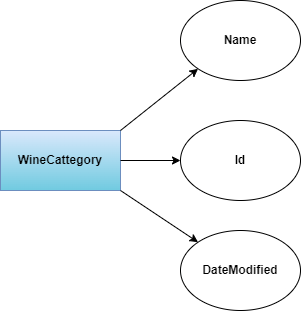 Name
WineCattegory
Id
DateModified